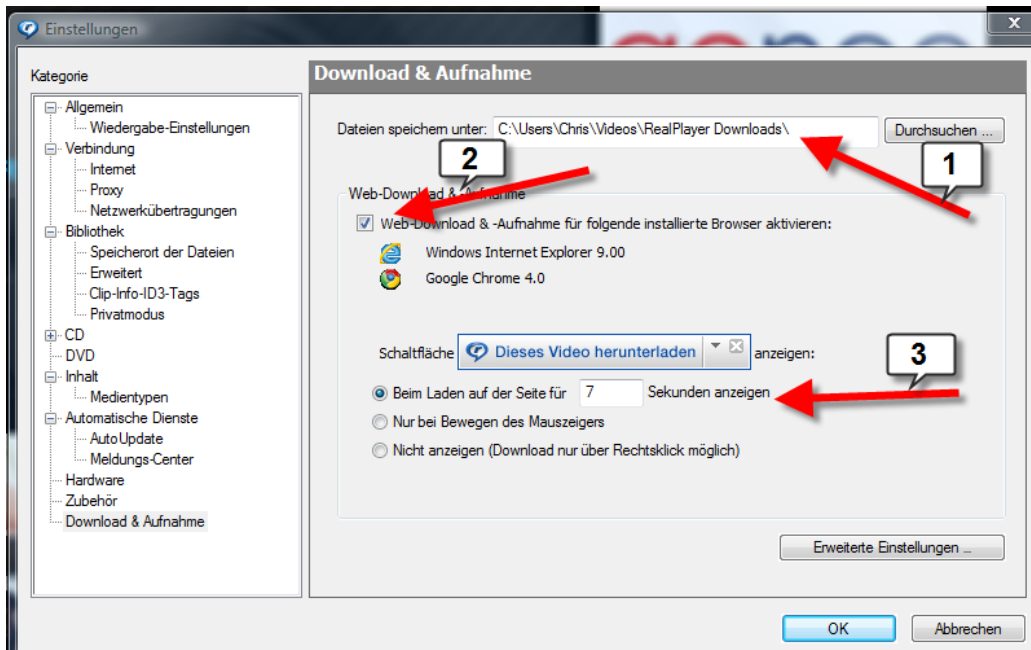 Einstellungen
X
Kategorie
Allgemein
Wiedergabe-Einstellungen
Verbindung
Internet
Proxy
Netzwerkübertragungen
Bibliothek
Speicherort der Dateien
Erweitert
Clip-Info-ID3-Tags
Privatmodus
CD
DVD
Inhalt
Medientypen
Automatische Dienste
AutoUpdate
Meldungs-Center
Hardware
Zubehör
Download & Aufnahme
Download & Aufnahme
Dateien speichern unter: C:\Users\Chris\Videos\RealPlayer Downloads\ Durchsuchen ...
2
1
Web-Download & -Aufnahme
Web-Download & -Aufnahme für folgende installierte Browser aktivieren:
Windows Internet Explorer 9.00
Google Chrome 4.0
Schaltfläche Dieses Video herunterladen anzeigen:
3
Beim Laden auf der Seite für 7 Sekunden anzeigen
Nur bei Bewegen des Mauszeigers
Nicht anzeigen (Download nur über Rechtsklick möglich)
Erweiterte Einstellungen ...
OK Abbrechen